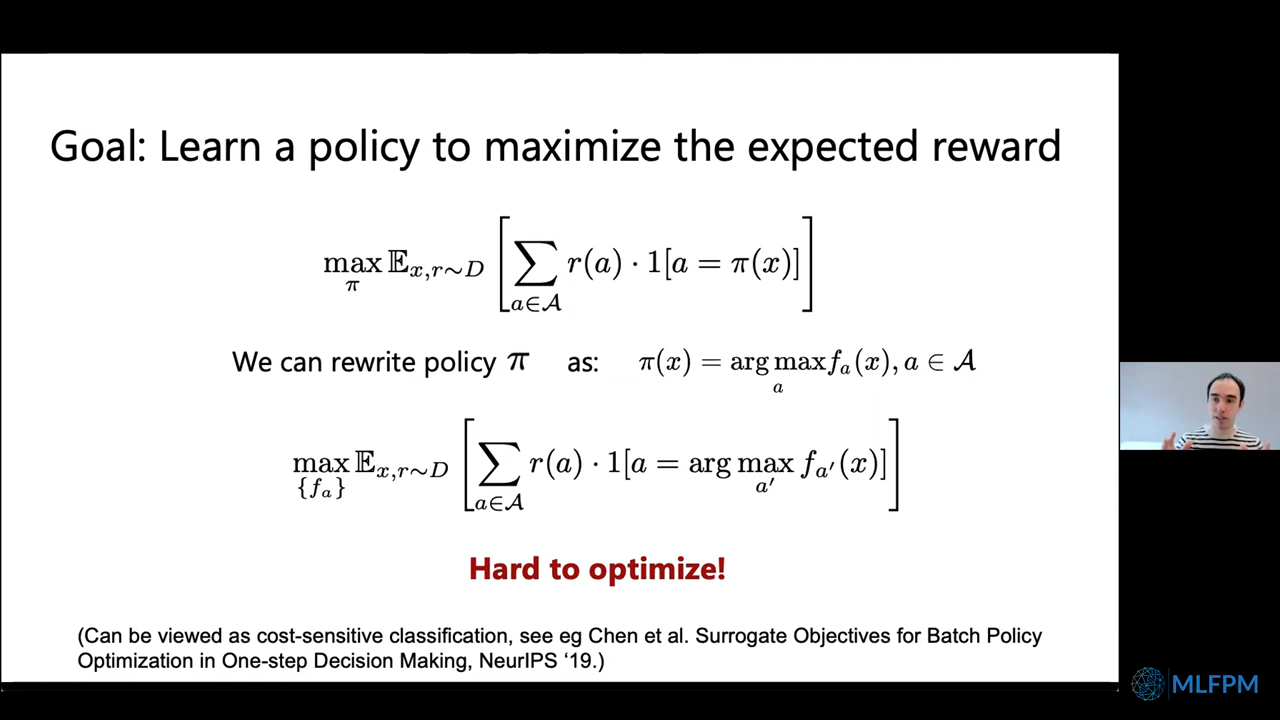 Goal: Learn a policy to maximize the expected reward
max_π 𝔼_{x,r∼D} [∑_{a∈𝒜} r(a) · 1[a = π(x)]]
We can rewrite policy π as: π(x) = arg max_a f_a(x), a ∈ 𝒜
max_{{f_a}} 𝔼_{x,r∼D} [∑_{a∈𝒜} r(a) · 1[a = arg max_{a′} f_{a′}(x)]]
Hard to optimize!
(Can be viewed as cost-sensitive classification, see eg Chen et al. Surrogate Objectives for Batch Policy
Optimization in One-step Decision Making, NeurIPS ‘19.)
MLFPM